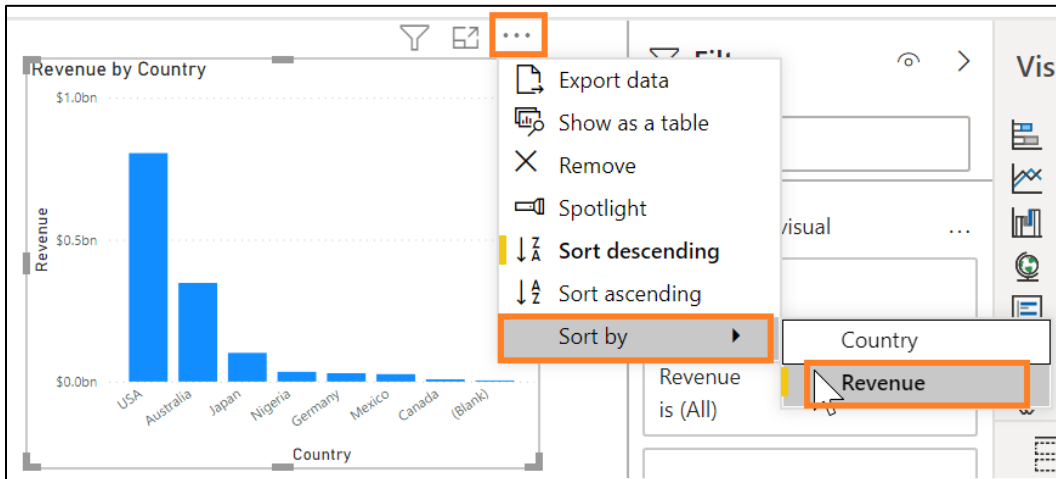 Revenue by Country
$1.0bn
$0.5bn
$0.0bn
Revenue
USA
Australia
Japan
Nigeria
Germany
Mexico
Canada
(Blank)
Country
...
Export data
Show as a table
Remove
Spotlight
Sort descending
Sort ascending
Sort by
Country
Revenue
visual
...
Revenue
is (All)
Vis